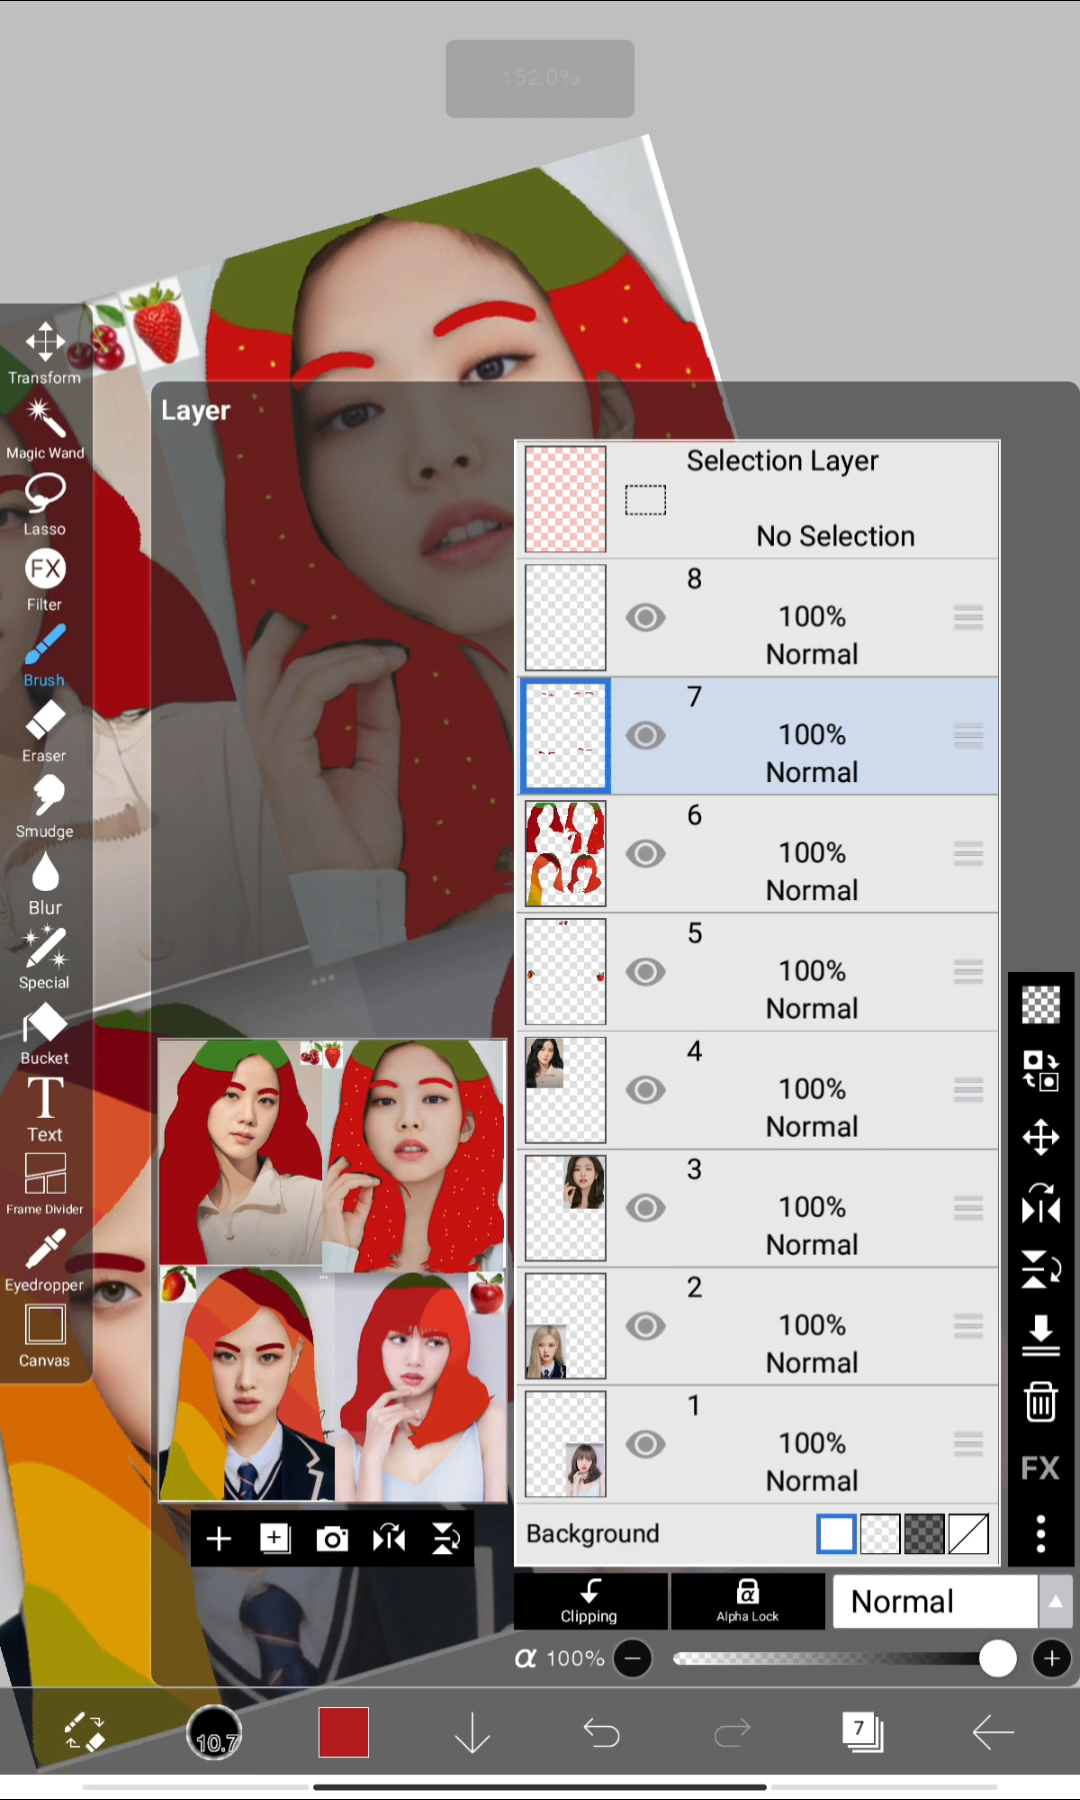 152.0%
Transform
Magic Wand
Lasso
FX
Filter
Brush
Eraser
Smudge
Blur
Special
Bucket
T
Text
Frame Divider
Eyedropper
Canvas
Layer
Selection Layer
No Selection
8
100%
Normal
7
100%
Normal
6
100%
Normal
5
100%
Normal
4
100%
Normal
3
100%
Normal
2
100%
Normal
1
100%
Normal
Background
FX
Clipping
α
Alpha Lock
Normal
α 100%
10.7
7